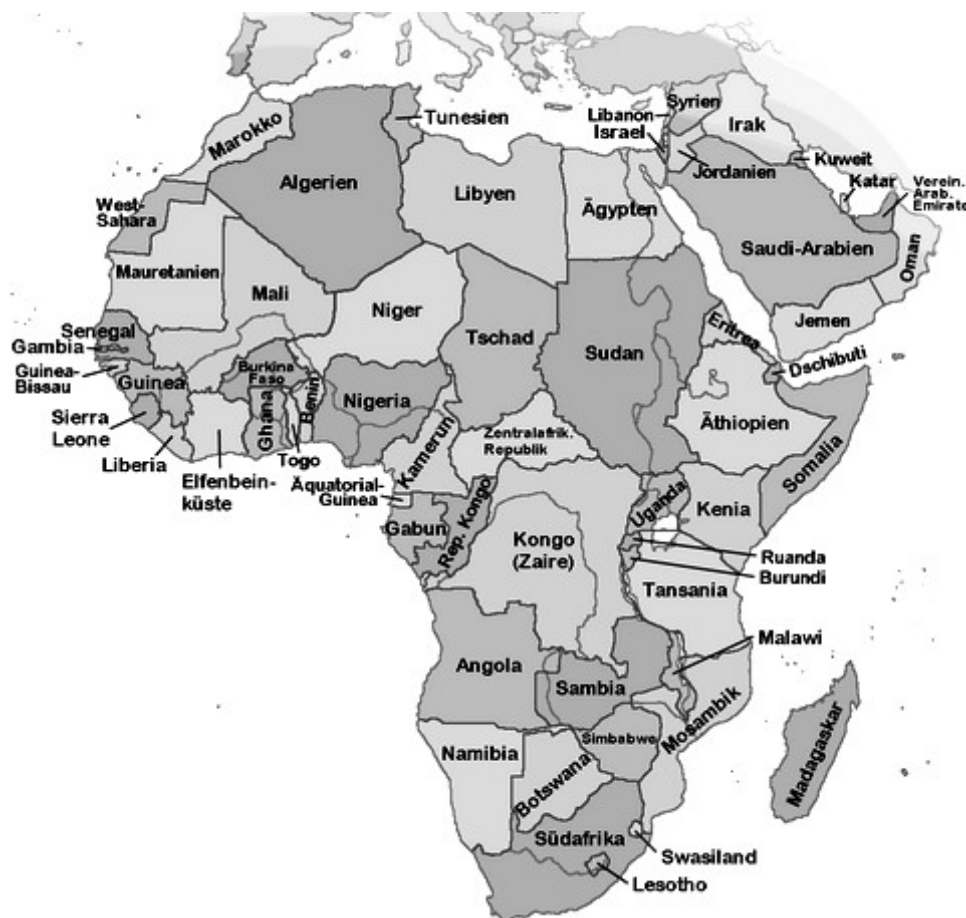 Syrien
Libanon
Israel
Irak
Tunesien
Marokko
Jordanien
Kuweit
Algerien
Libyen
Ägypten
Katar
Verein.
Arab.
Emirate
West-
Sahara
Saudi-Arabien
Oman
Mauretanien
Mali
Niger
Tschad
Sudan
Eritrea
Jemen
Senegal
Gambia
Guinea-
Bissau
Guinea
Burkina
Faso
Benin
Nigeria
Dschibuti
Sierra
Leone
Liberia
Ghana
Togo
Elfenbein-
küste
Kamerun
Zentralafrik.
Republik
Äthiopien
Somalia
Äquatorial-
Guinea
Gabun
Rep. Kongo
Kongo
(Zaire)
Uganda
Kenia
Ruanda
Burundi
Tansania
Malawi
Angola
Sambia
Mosambik
Madagaskar
Namibia
Simbabwe
Botswana
Südafrika
Swasiland
Lesotho